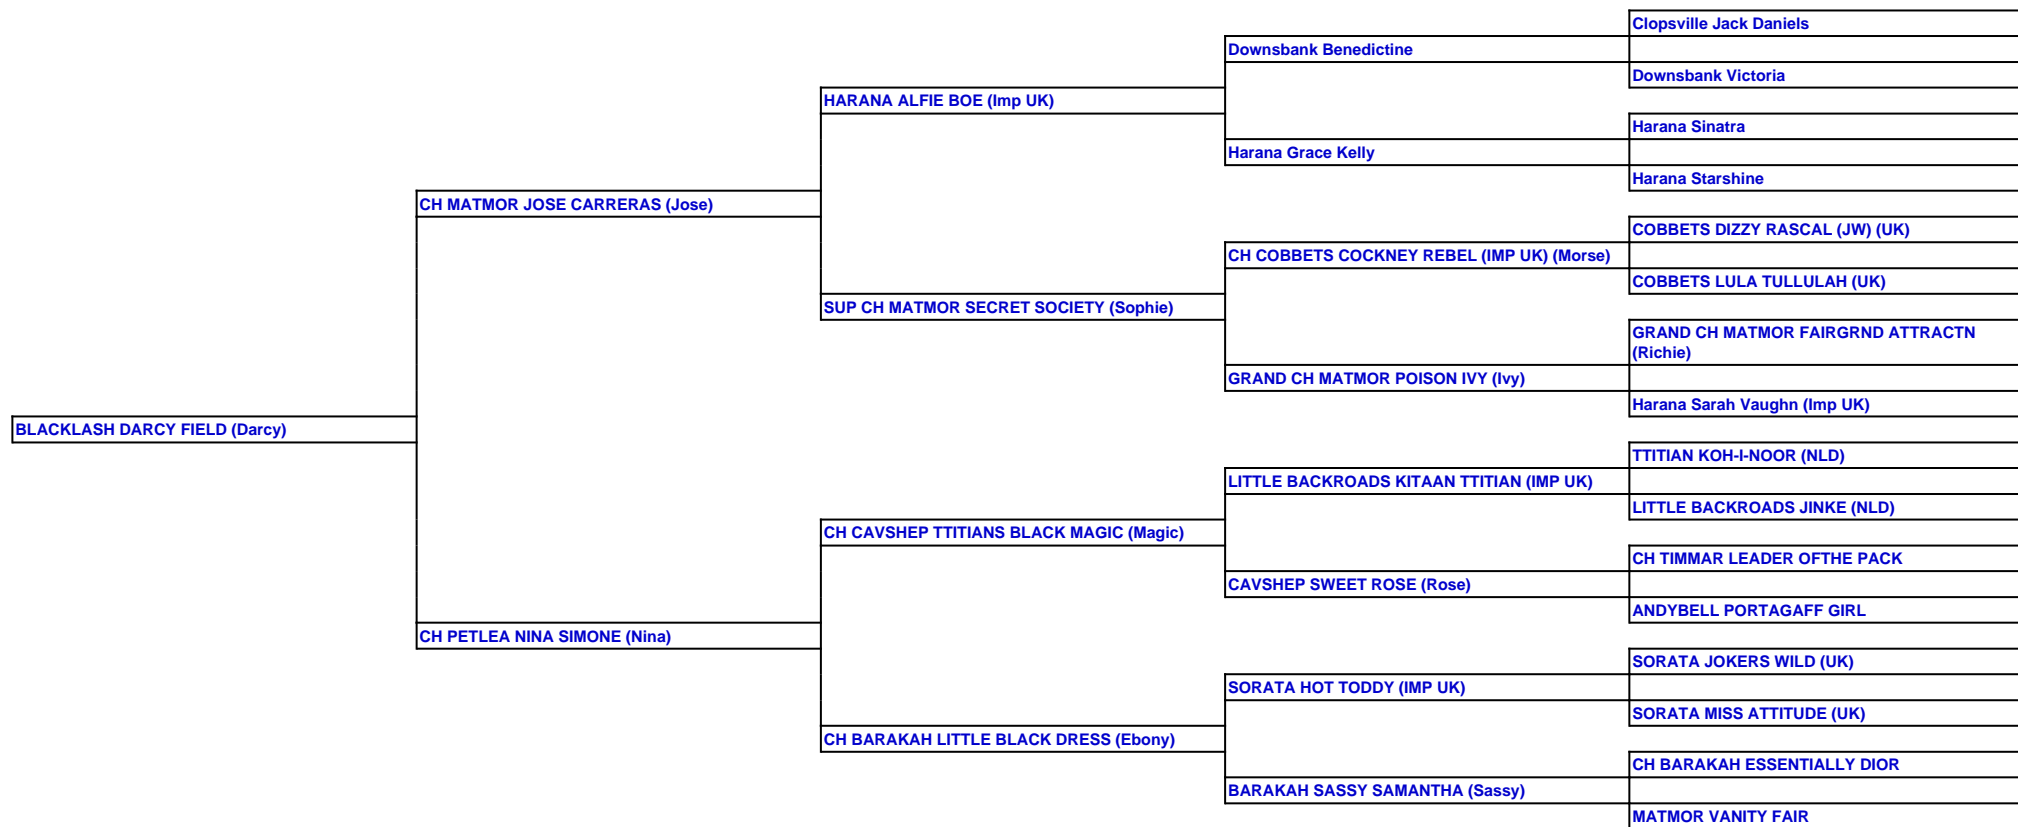 Clopsville Jack Daniels
Downsbank Benedictine
Downsbank Victoria
HARANA ALFIE BOE (Imp UK)
Harana Sinatra
Harana Grace Kelly
Harana Starshine
CH MATMOR JOSE CARRERAS (Jose)
COBBETS DIZZY RASCAL (JW) (UK)
CH COBBETS COCKNEY REBEL (IMP UK) (Morse)
COBBETS LULA TULLULAH (UK)
SUP CH MATMOR SECRET SOCIETY (Sophie)
GRAND CH MATMOR FAIRGRND ATTRACTN
(Richie)
GRAND CH MATMOR POISON IVY (Ivy)
Harana Sarah Vaughn (Imp UK)
BLACKLASH DARCY FIELD (Darcy)
TTITIAN KOH-I-NOOR (NLD)
LITTLE BACKROADS KITAAN TTITIAN (IMP UK)
LITTLE BACKROADS JINKE (NLD)
CH CAVSHEP TTITIANS BLACK MAGIC (Magic)
CH TIMMAR LEADER OFTHE PACK
CAVSHEP SWEET ROSE (Rose)
ANDYBELL PORTAGAFF GIRL
CH PETLEA NINA SIMONE (Nina)
SORATA JOKERS WILD (UK)
SORATA HOT TODDY (IMP UK)
SORATA MISS ATTITUDE (UK)
CH BARAKAH LITTLE BLACK DRESS (Ebony)
CH BARAKAH ESSENTIALLY DIOR
BARAKAH SASSY SAMANTHA (Sassy)
MATMOR VANITY FAIR